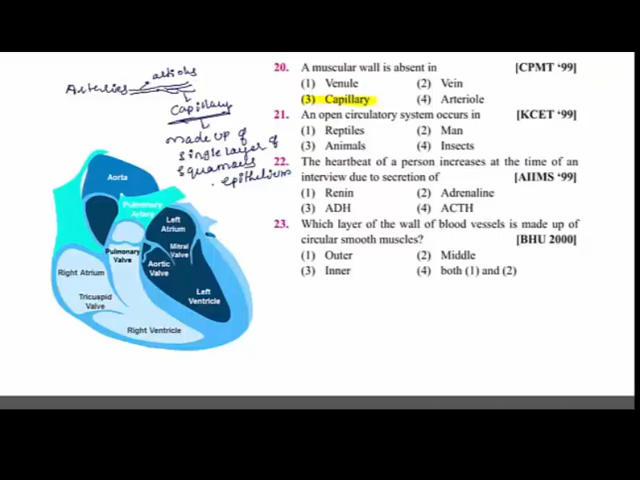 Arteries
Capillary
made up of
single layer of
squamous
epithelium
Aorta
Pulmonary
Artery
Left
Atrium
Pulmonary
Valve
Mitral
Valve
Aortic
Valve
Right Atrium
Left
Ventricle
Tricuspid
Valve
Right Ventricle
20. A muscular wall is absent in [CPMT ‘99]
(1) Venule (2) Vein
(3) Capillary (4) Arteriole
21. An open circulatory system occurs in [KCET ‘99]
(1) Reptiles (2) Man
(3) Animals (4) Insects
22. The heartbeat of a person increases at the time of an
interview due to secretion of [AIIMS ‘99]
(1) Renin (2) Adrenaline
(3) ADH (4) ACTH
23. Which layer of the wall of blood vessels is made up of
circular smooth muscles? [BHU 2000]
(1) Outer (2) Middle
(3) Inner (4) both (1) and (2)